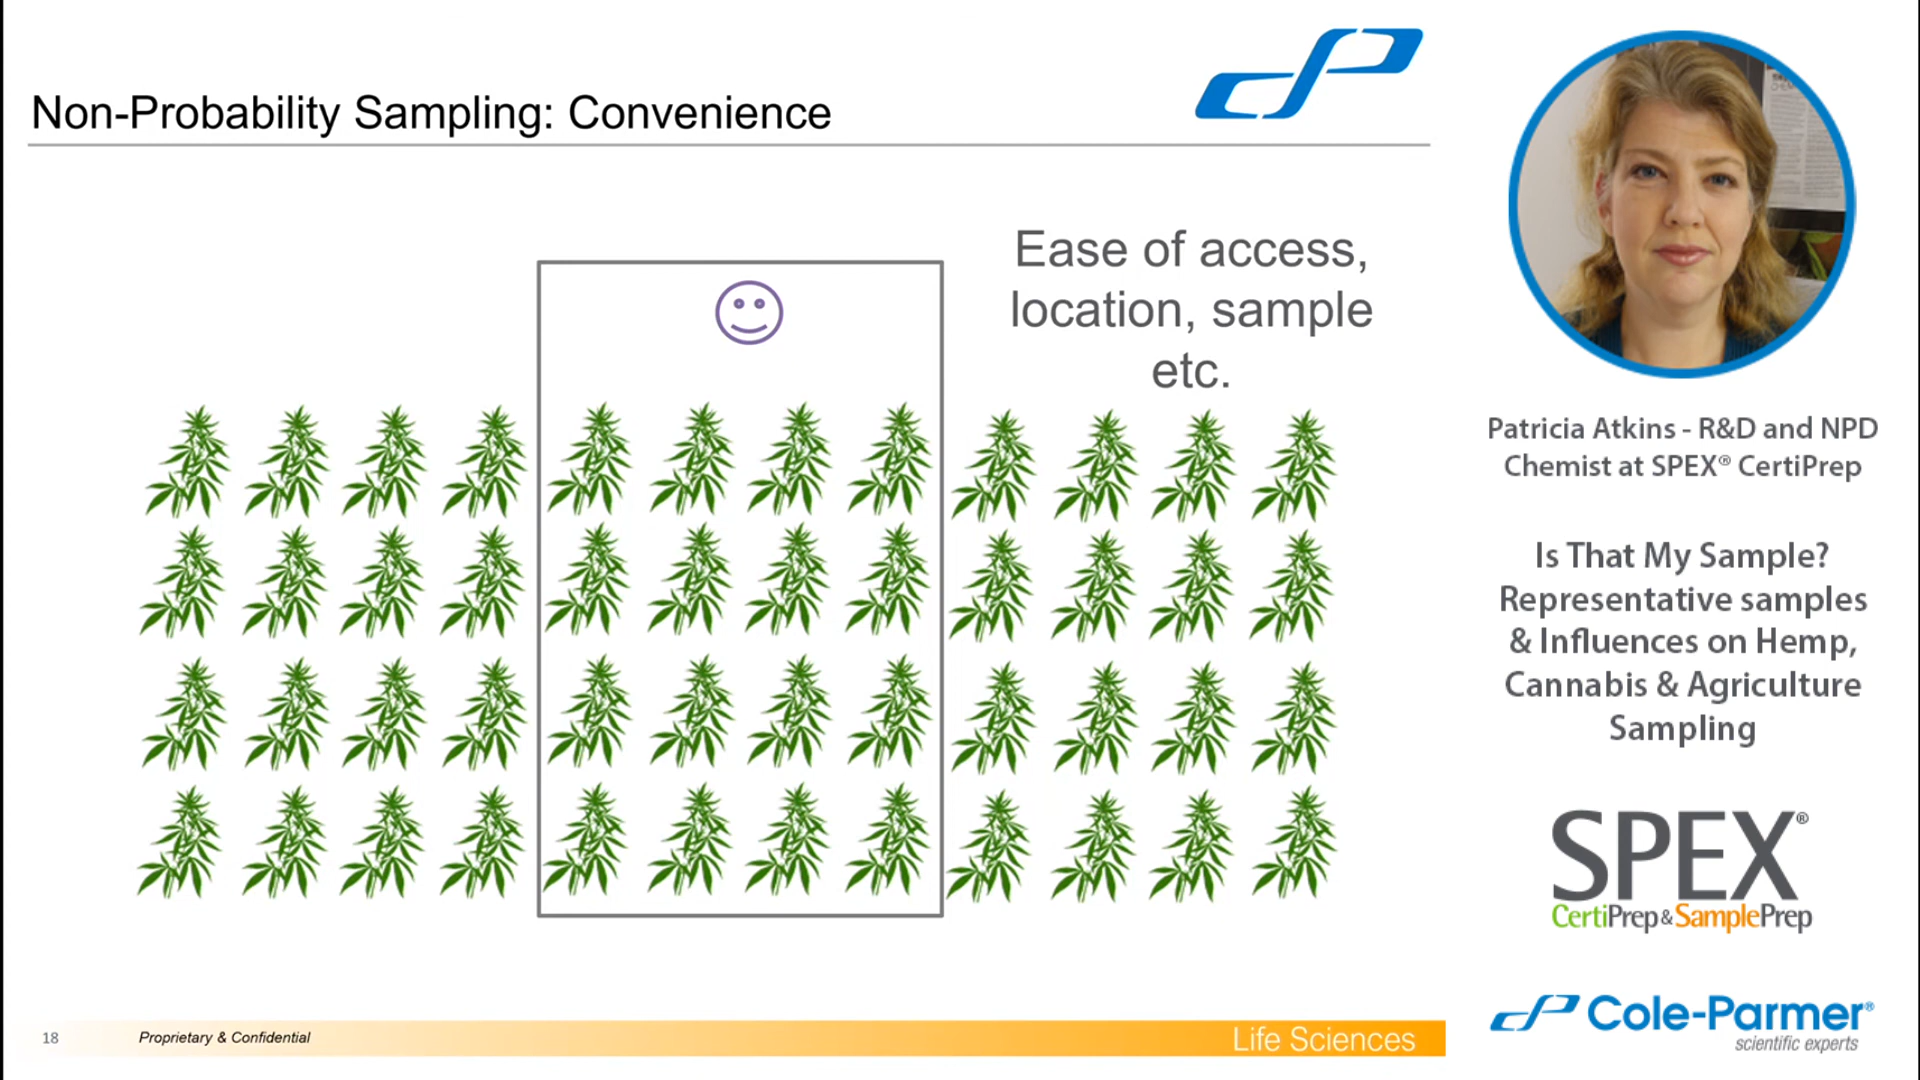 Non-Probability Sampling: Convenience
Ease of access,
location, sample
etc.
18
Proprietary & Confidential
Life Sciences
Patricia Atkins - R&D and NPD
Chemist at SPEX® CertiPrep
Is That My Sample?
Representative samples
& Influences on Hemp,
Cannabis & Agriculture
Sampling
SPEX®
CertiPrep & SamplePrep
Cole-Parmer®
scientific experts